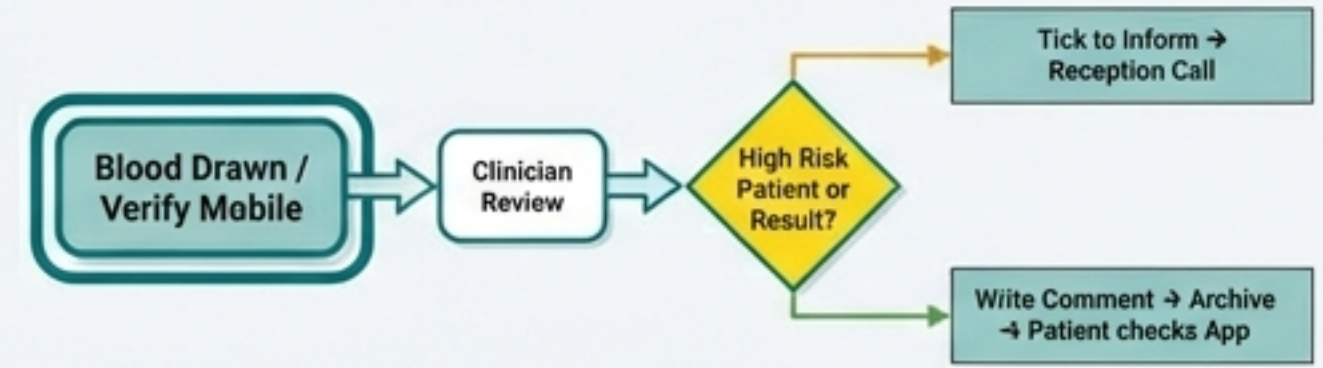 Blood Drawn /
Verify Mobile
Clinician
Review
High Risk
Patient or
Result?
Tick to Inform →
Reception Call
Wiite Comment → Archive
→ Patient checks App